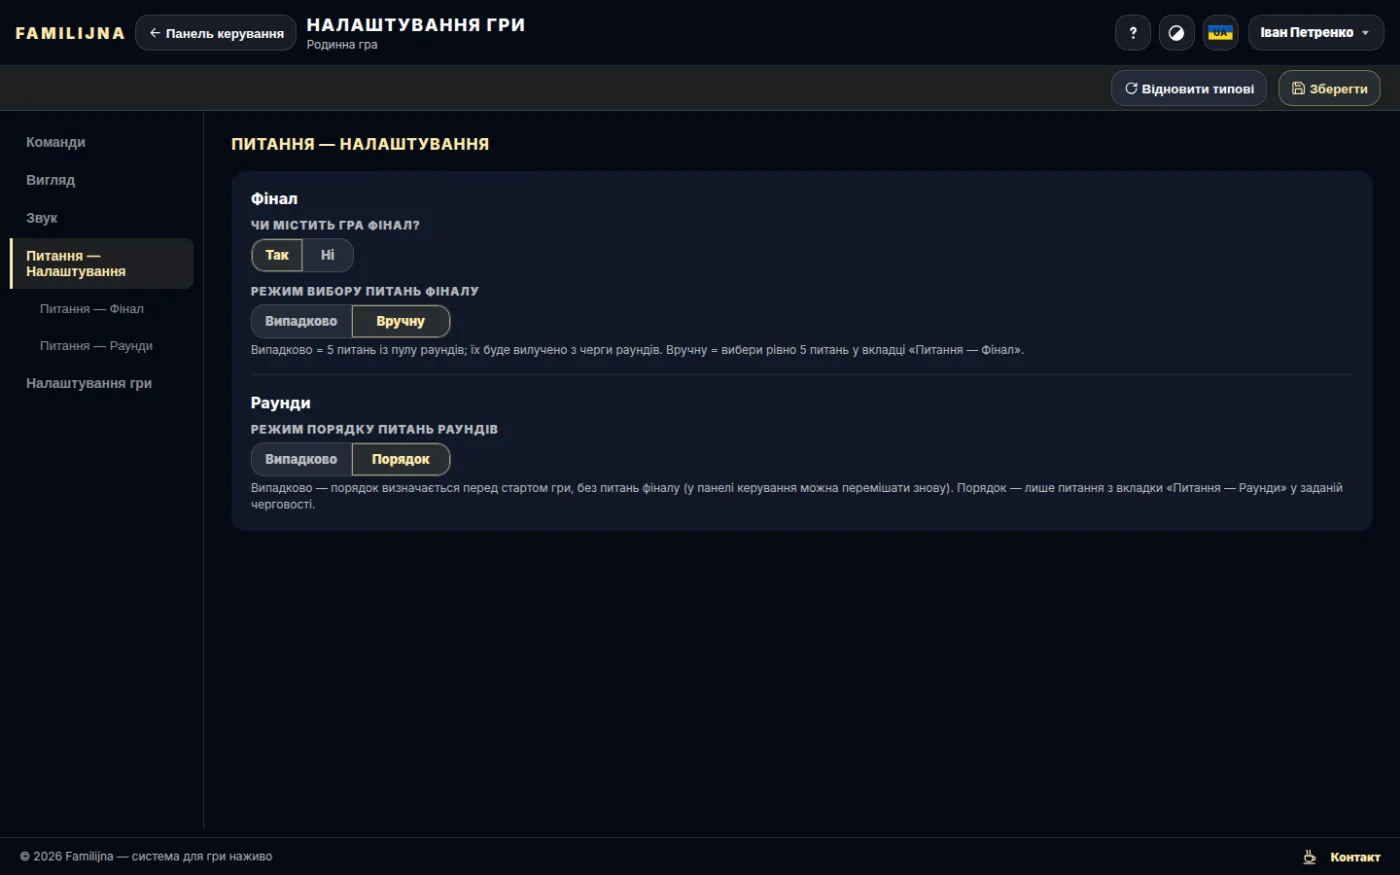 FAMILIJNA
← Панель керування
НАЛАШТУВАННЯ ГРИ
Родинна гра
?
UA
Іван Петренко
Відновити типові
Зберегти
Команди
Вигляд
Звук
Питання —
Налаштування
Питання — Фінал
Питання — Раунди
Налаштування гри
ПИТАННЯ — НАЛАШТУВАННЯ
Фінал
ЧИ МІСТИТЬ ГРА ФІНАЛ?
Так
Ні
РЕЖИМ ВИБОРУ ПИТАНЬ ФІНАЛУ
Випадково
Вручну
Випадково = 5 питань із пулу раундів; їх буде вилучено з черги раундів. Вручну = вибери рівно 5 питань у вкладці «Питання — Фінал».
Раунди
РЕЖИМ ПОРЯДКУ ПИТАНЬ РАУНДІВ
Випадково
Порядок
Випадково — порядок визначається перед стартом гри, без питань фіналу (у панелі керування можна перемішати знову). Порядок — лише питання з вкладки «Питання — Раунди» у заданій
черговості.
© 2026 Familijna — система для гри наживо
Контакт